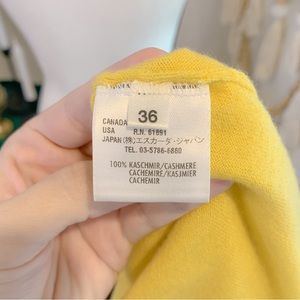 36
CANADA
USA R.N. 61891
JAPAN (株)エスカーダ・ジャパン
TEL. 03-5786-6660
100% KASCHMIR/CASHMERE
CACHEMIRE/KASJMIER
CACHEMIR